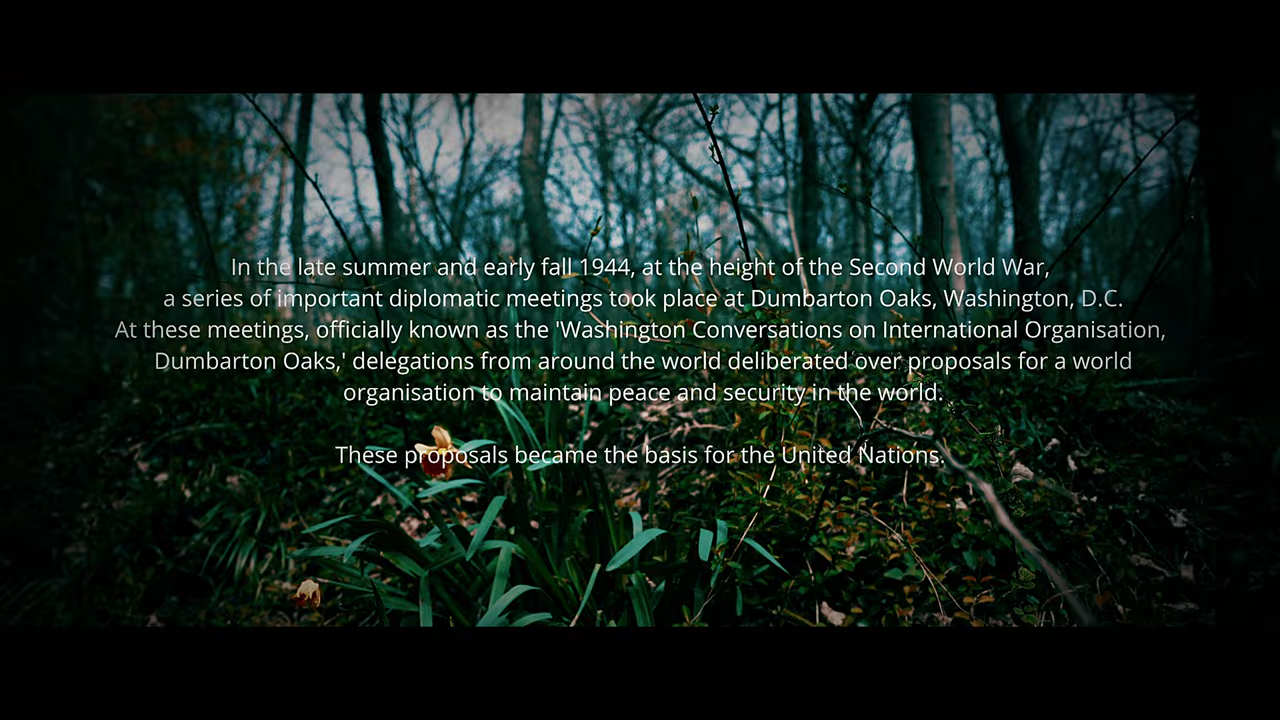 In the late summer and early fall 1944, at the height of the Second World War,
a series of important diplomatic meetings took place at Dumbarton Oaks, Washington, D.C.
At these meetings, officially known as the 'Washington Conversations on International Organisation,
Dumbarton Oaks,' delegations from around the world deliberated over proposals for a world
organisation to maintain peace and security in the world.
These proposals became the basis for the United Nations.